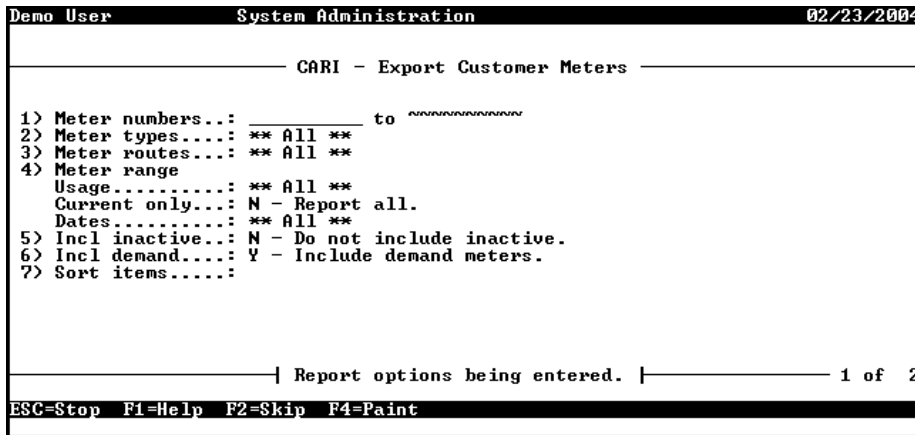 Demo User System Administration 02/23/2004
CARI - Export Customer Meters
1) Meter numbers..: ___________ to ~~~~~~~~~~~
2) Meter types....: ** All **
3) Meter routes...: ** All **
4) Meter range
Usage..........: ** All **
Current only...: N - Report all.
Dates..........: ** All **
5) Incl inactive..: N - Do not include inactive.
6) Incl demand....: Y - Include demand meters.
7) Sort items.....:
Report options being entered. 1 of 2
ESC=Stop F1=Help F2=Skip F4=Paint